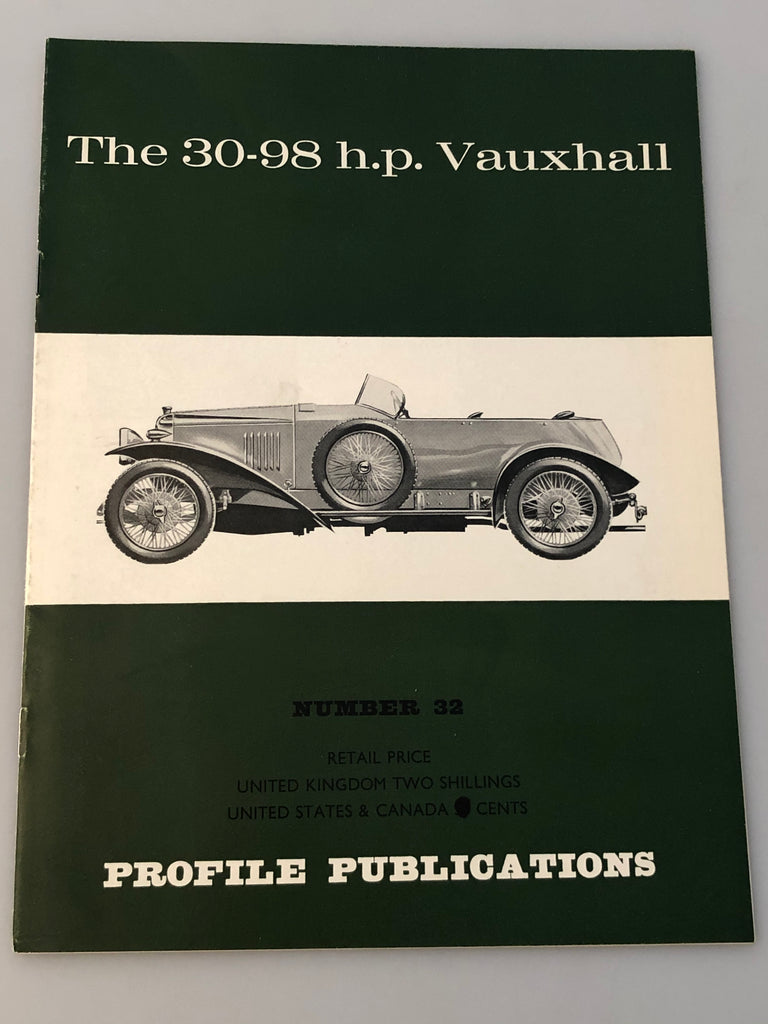 The 30-98 h.p. Vauxhall
NUMBER 32
RETAIL PRICE
UNITED KINGDOM TWO SHILLINGS
UNITED STATES & CANADA CENTS
PROFILE PUBLICATIONS